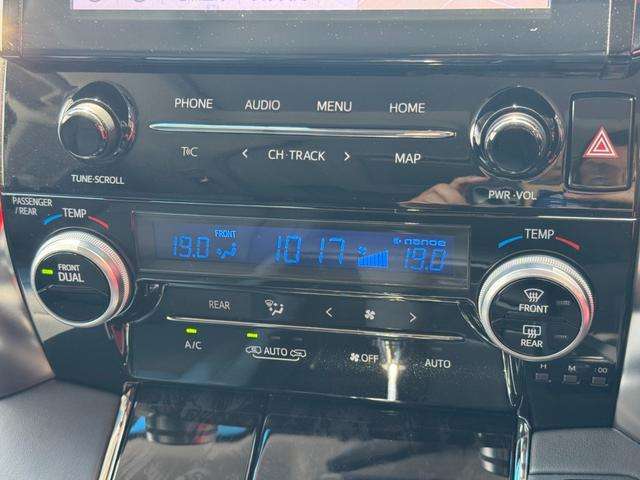 PHONE AUDIO MENU HOME
CH·TRACK MAP
TUNE·SCROLL
PWR·VOL
PASSENGER
/REAR
TEMP
TEMP
FRONT
19.0 10:17 nanoe 19.0
FRONT
DUAL
FRONT
REAR
REAR
A/C AUTO OFF AUTO
H M :00